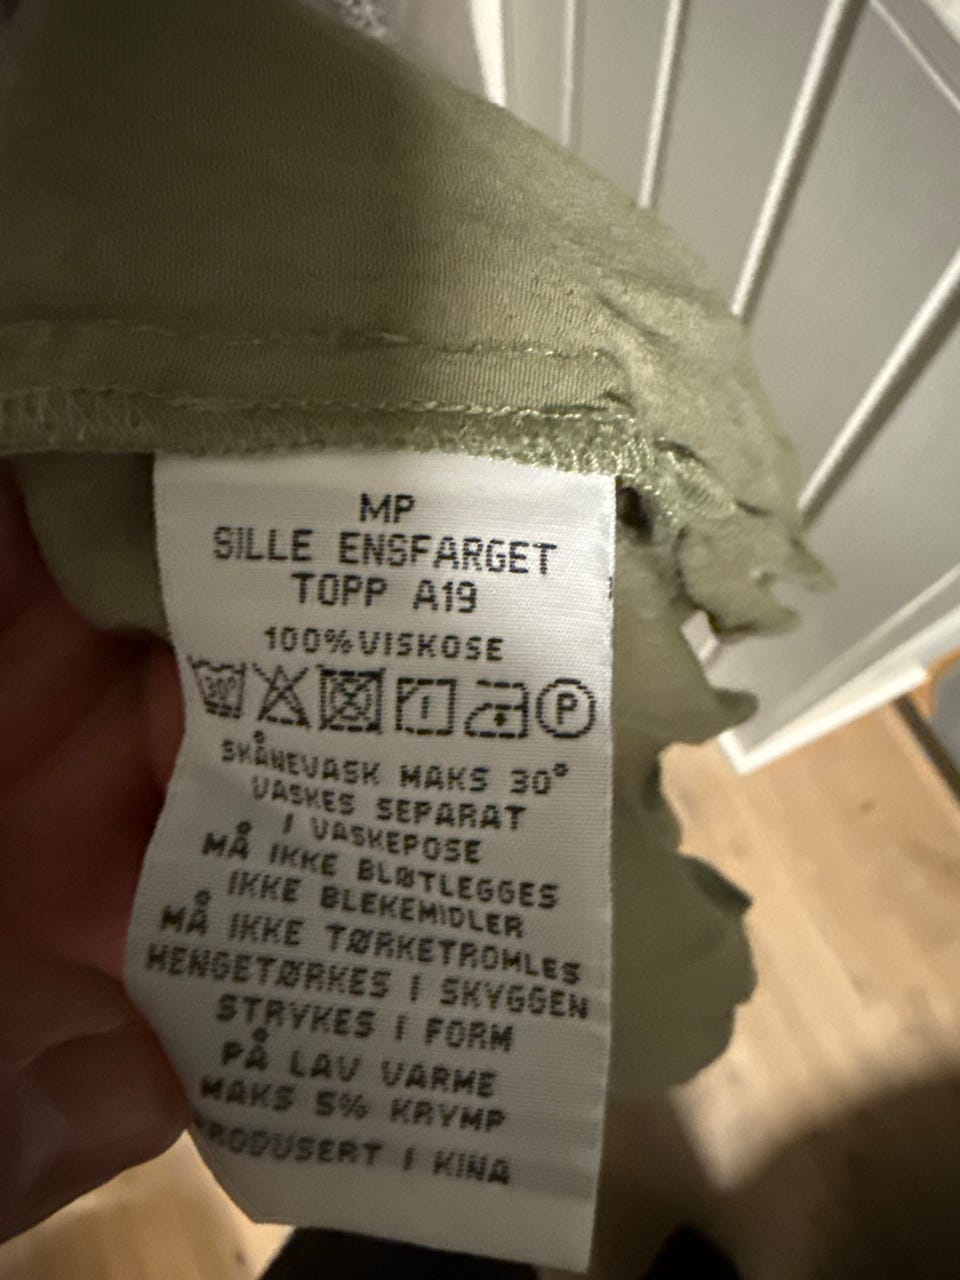 MP
SILLE ENSFARGET
TOPP A19
100% VISKOSE
30° P
SKÅNEVASK MAKS 30°
VASKES SEPARAT
I VASKEPOSE
MÅ IKKE BLØTLEGGES
IKKE BLEKEMIDLER
MÅ IKKE TØRKETROMLES
HENGETØRKES I SKYGGEN
STRYKES I FORM
PÅ LAV VARME
MAKS 5% KRYMP
PRODUSERT I KINA